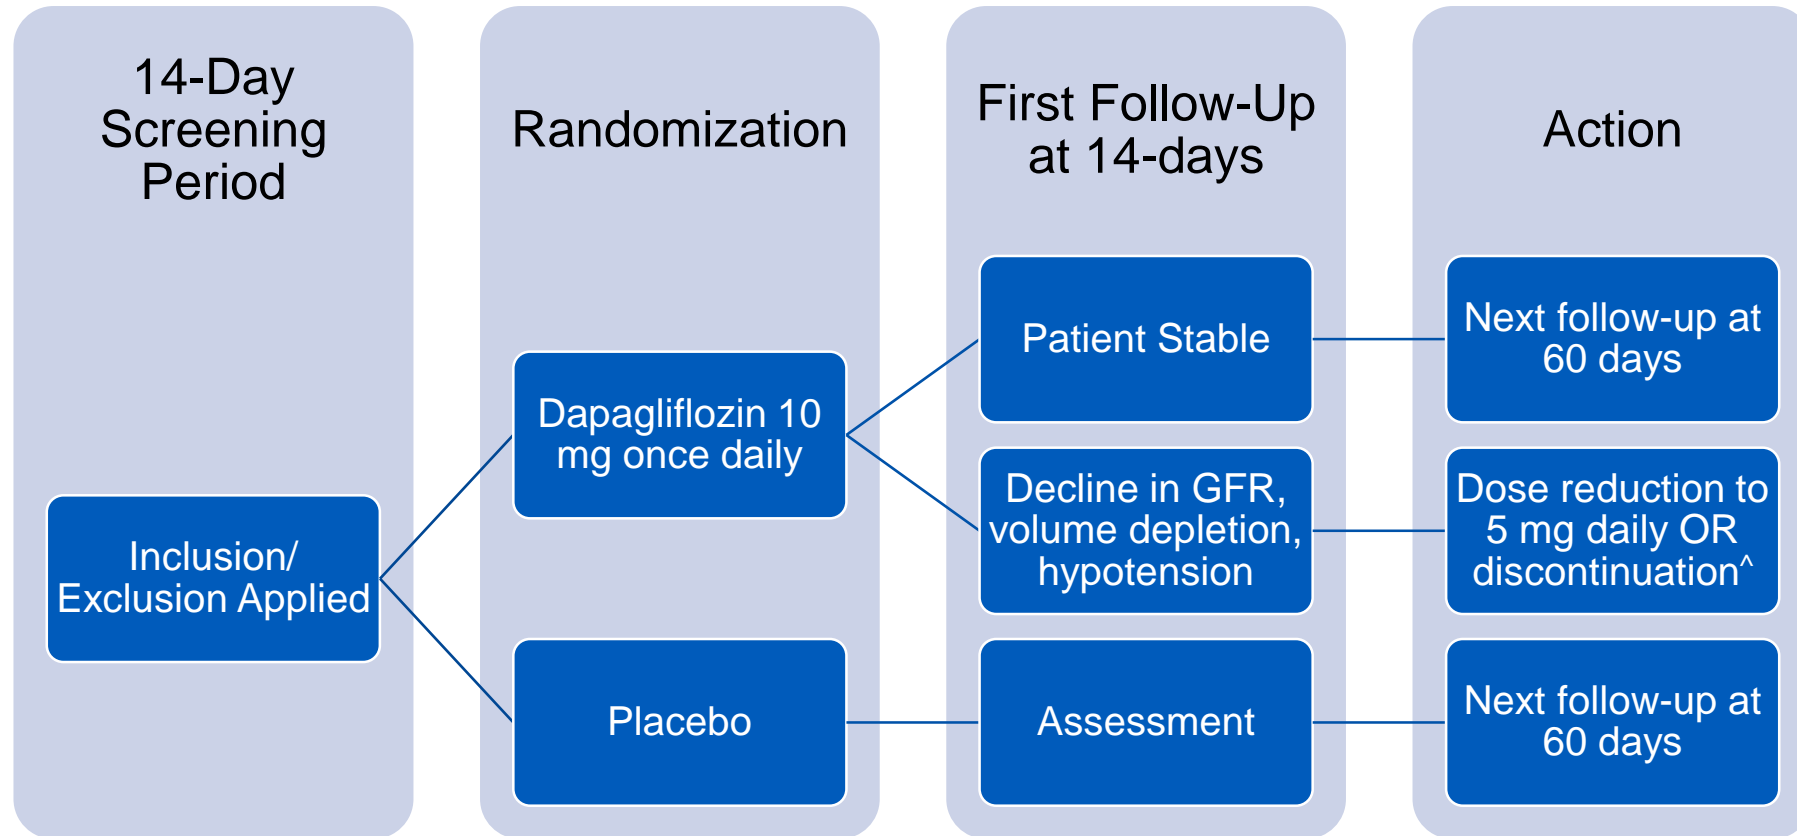 14-Day
Screening
Period
Inclusion/
Exclusion Applied
Randomization
Dapagliflozin 10
mg once daily
Placebo
First Follow-Up
at 14-days
Patient Stable
Decline in GFR,
volume depletion,
hypotension
Assessment
Action
Next follow-up at
60 days
Dose reduction to
5 mg daily OR
discontinuation^
Next follow-up at
60 days